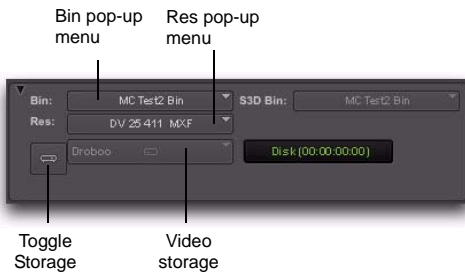 Bin pop-up menu
Res pop-up menu
Bin: MC Test2 Bin S3D Bin: MC Test2 Bin
Res: DV 25 411 MXF
Droboo Disk (00:00:00:00)
Toggle Storage
Video storage